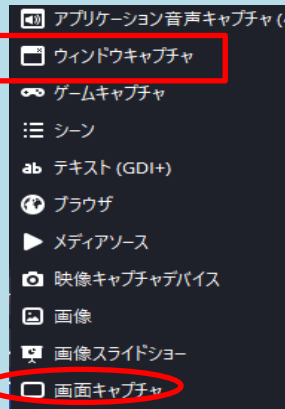 アプリケーション音声キャプチャ (
ウィンドウキャプチャ
ゲームキャプチャ
シーン
ab テキスト (GDI+)
ブラウザ
メディアソース
映像キャプチャデバイス
画像
画像スライドショー
画面キャプチャ